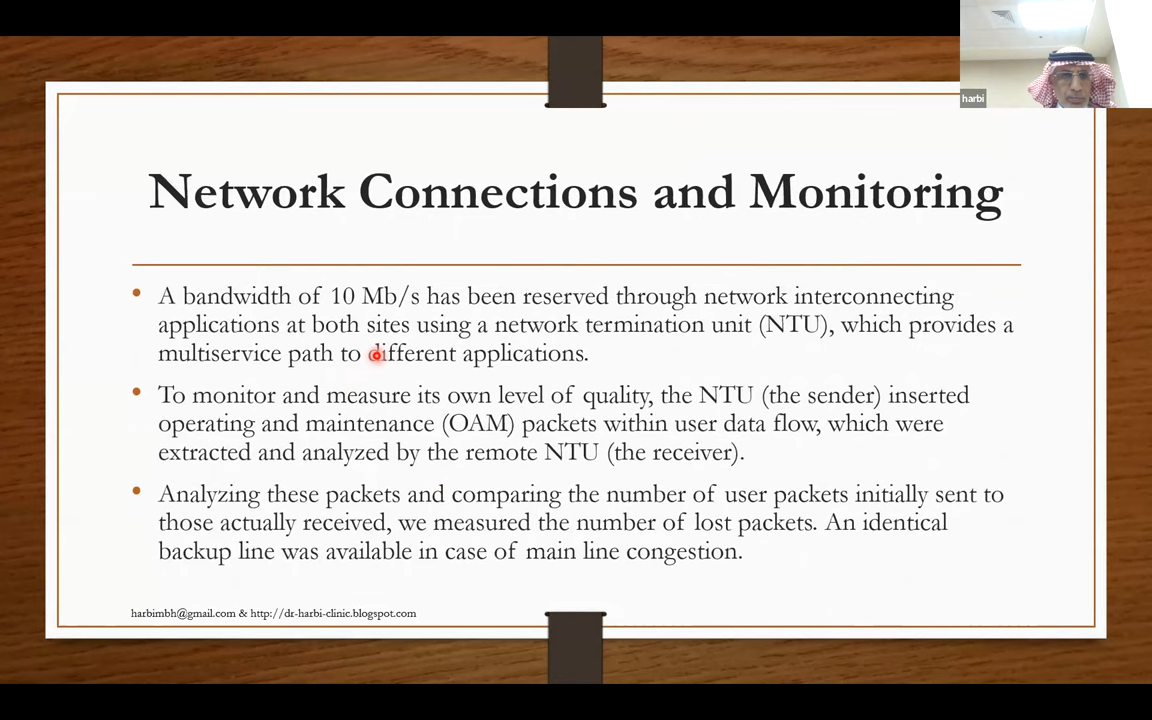 harbi
Network Connections and Monitoring
• A bandwidth of 10 Mb/s has been reserved through network interconnecting
applications at both sites using a network termination unit (NTU), which provides a
multiservice path to different applications.
• To monitor and measure its own level of quality, the NTU (the sender) inserted
operating and maintenance (OAM) packets within user data flow, which were
extracted and analyzed by the remote NTU (the receiver).
• Analyzing these packets and comparing the number of user packets initially sent to
those actually received, we measured the number of lost packets. An identical
backup line was available in case of main line congestion.
harbimbh@gmail.com & http://dr-harbi-clinic.blogspot.com